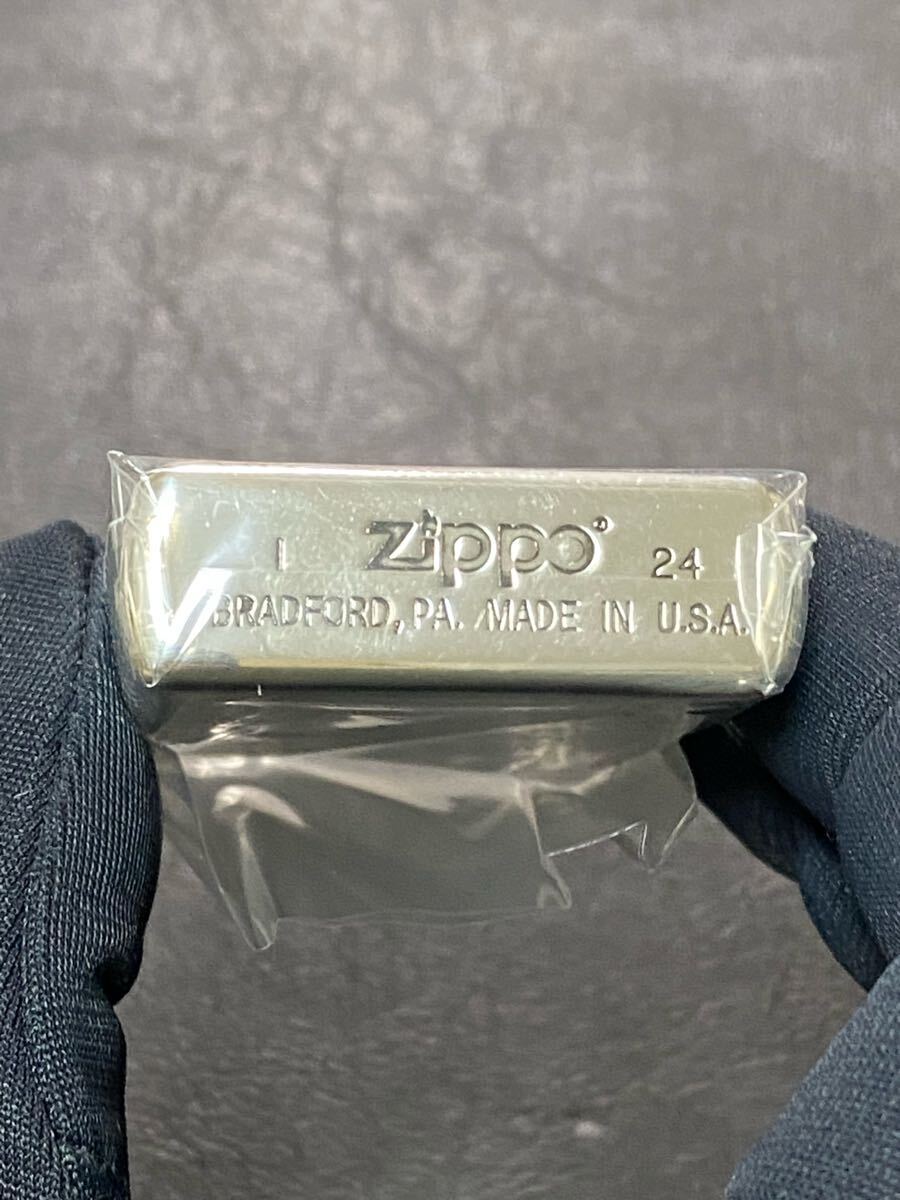 I Zippo® 24
BRADFORD, PA. MADE IN U.S.A.